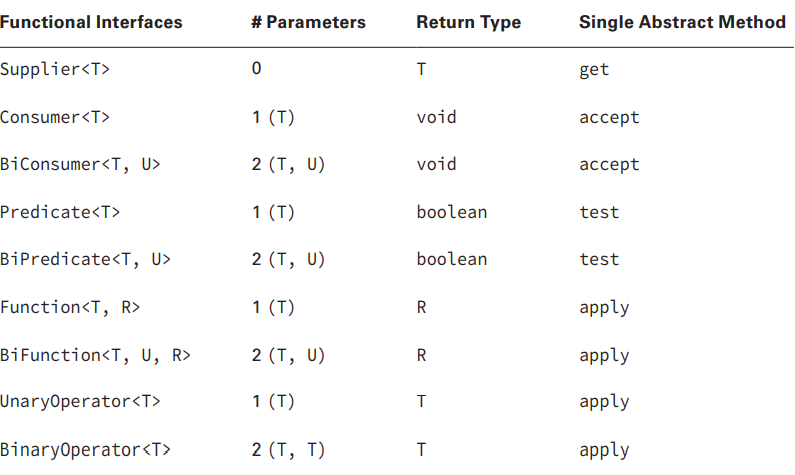 Functional Interfaces # Parameters Return Type Single Abstract Method
Supplier<T> 0 T get
Consumer<T> 1 (T) void accept
BiConsumer<T, U> 2 (T, U) void accept
Predicate<T> 1 (T) boolean test
BiPredicate<T, U> 2 (T, U) boolean test
Function<T, R> 1 (T) R apply
BiFunction<T, U, R> 2 (T, U) R apply
UnaryOperator<T> 1 (T) T apply
BinaryOperator<T> 2 (T, T) T apply